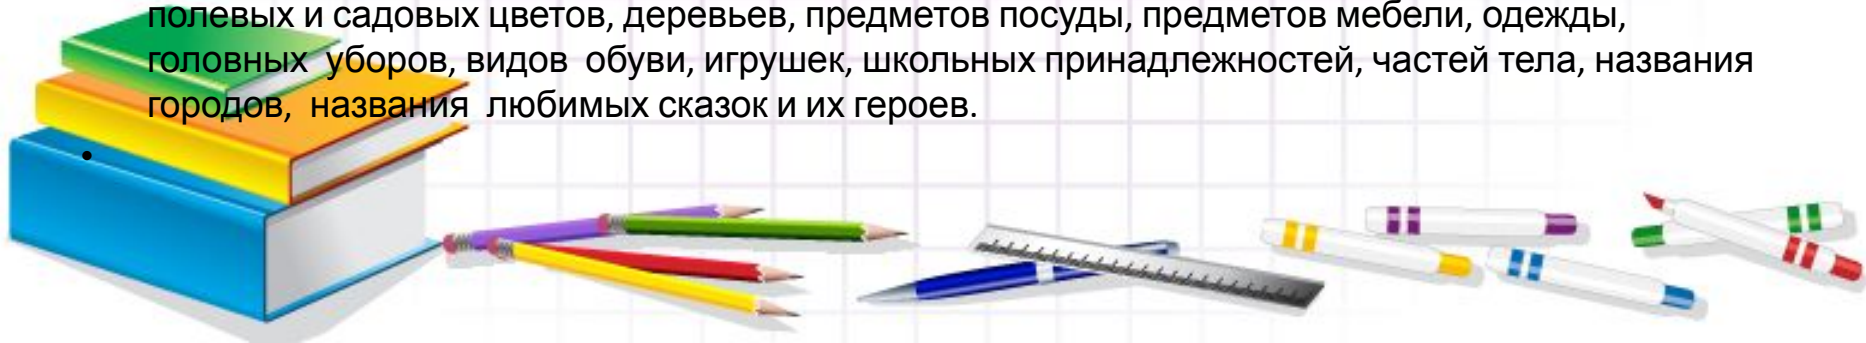 полевых и садовых цветов, деревьев, предметов посуды, предметов мебели, одежды,
головных уборов, видов обуви, игрушек, школьных принадлежностей, частей тела, названия
городов, названия любимых сказок и их героев.
•